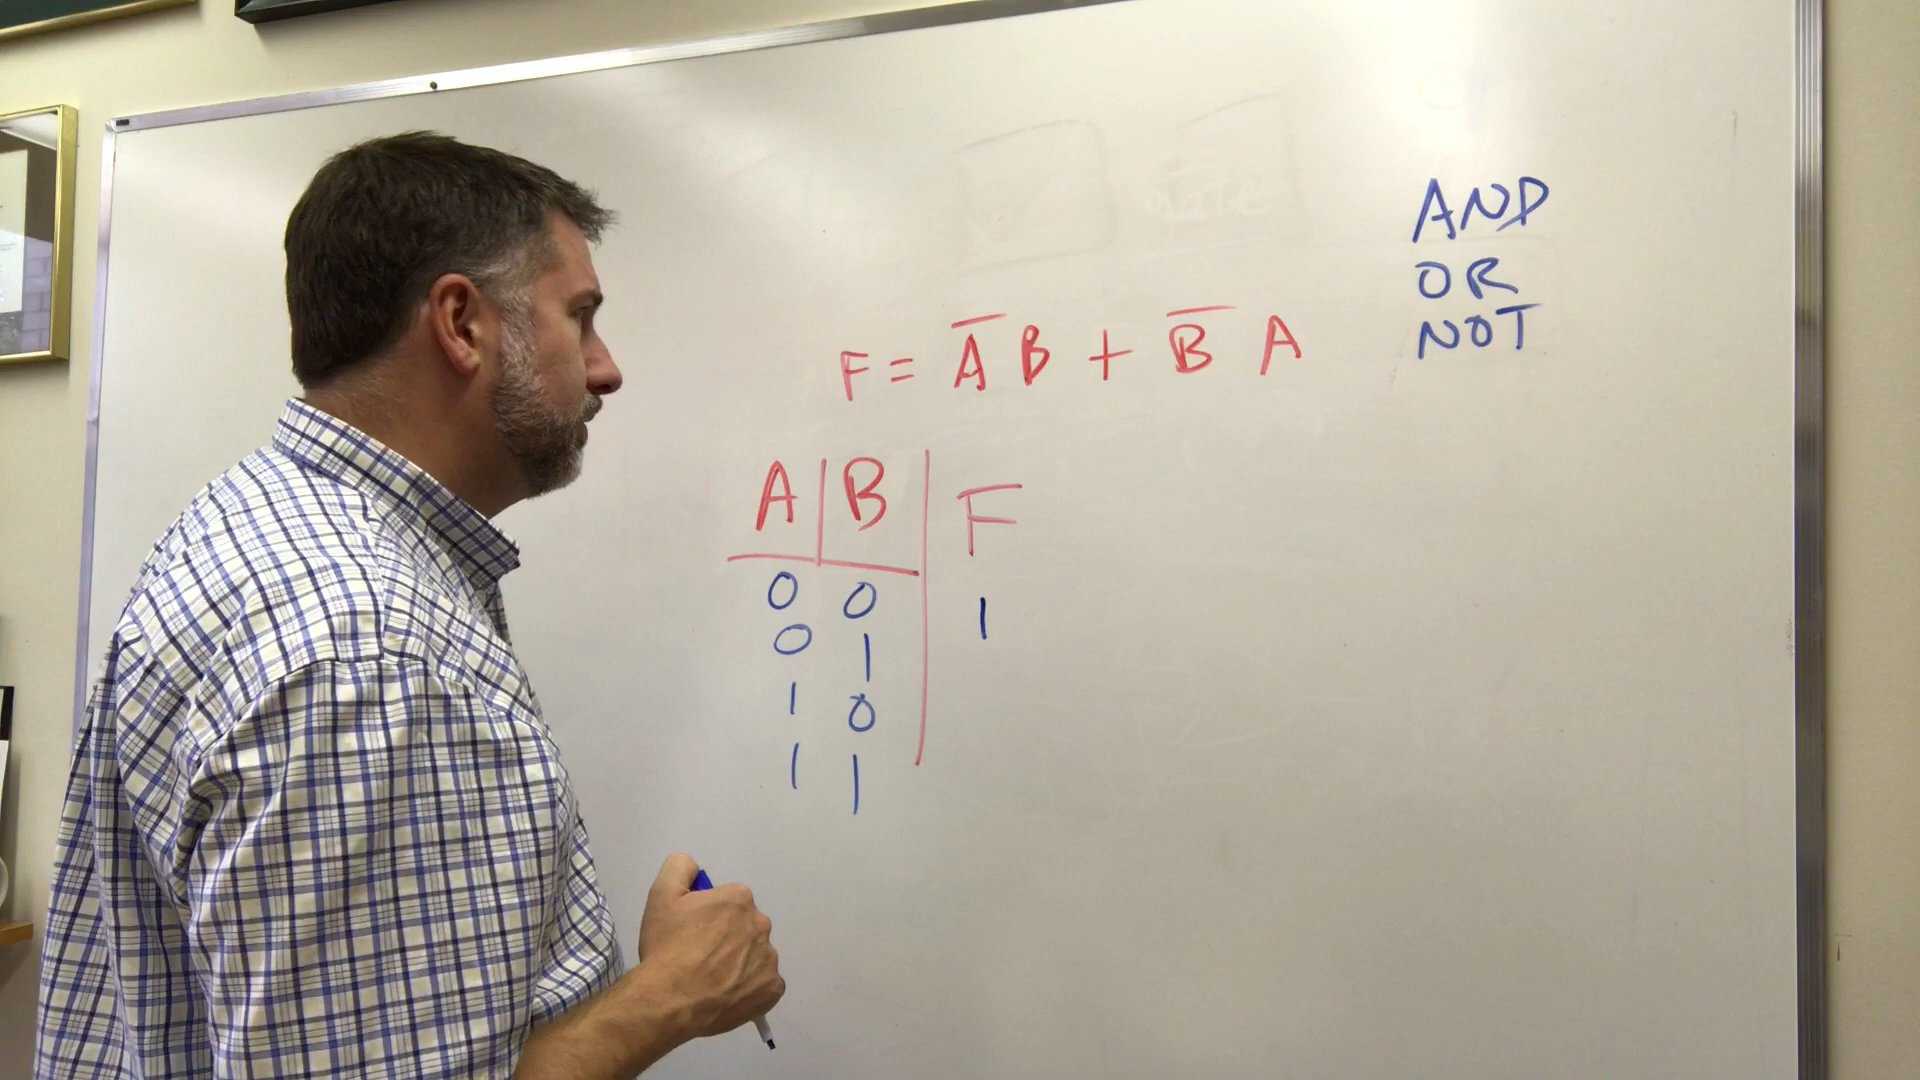 AND
OR
NOT
F = A̅ B + B̅ A
A B F
0 0
0 1 1
1 0
1 1